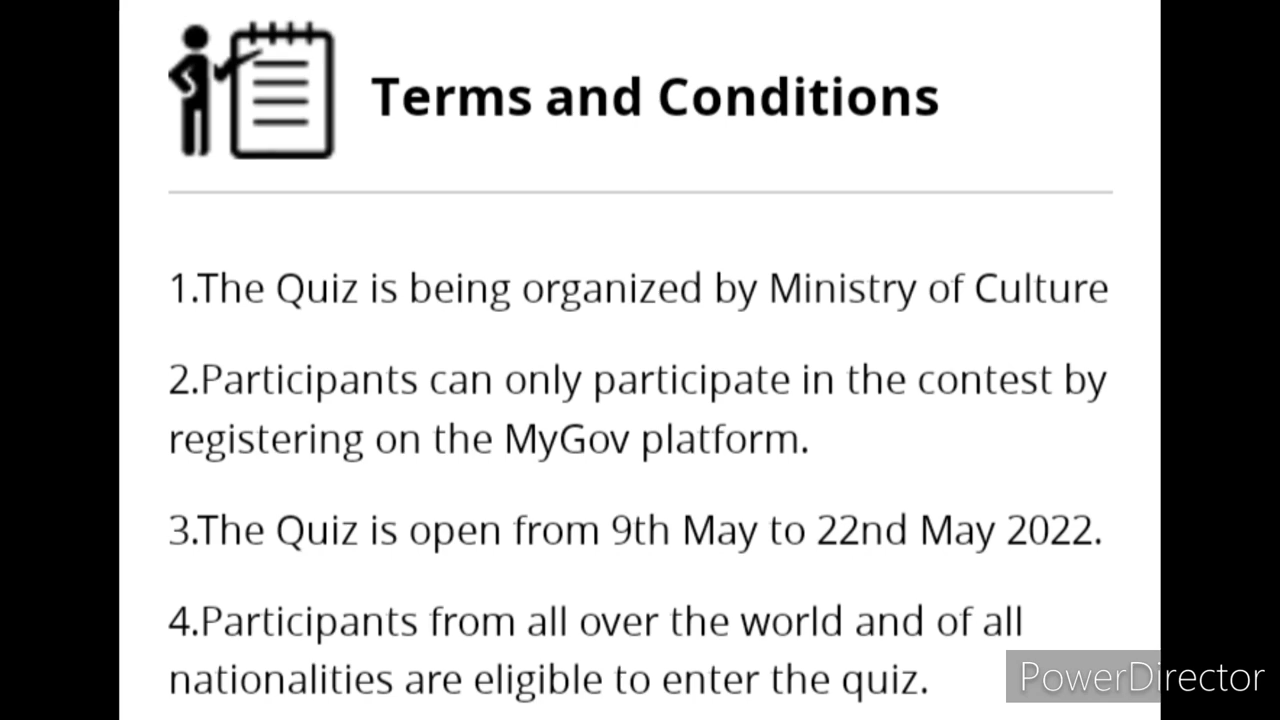 Terms and Conditions
1.The Quiz is being organized by Ministry of Culture
2.Participants can only participate in the contest by
registering on the MyGov platform.
3.The Quiz is open from 9th May to 22nd May 2022.
4.Participants from all over the world and of all
nationalities are eligible to enter the quiz.
PowerDirector